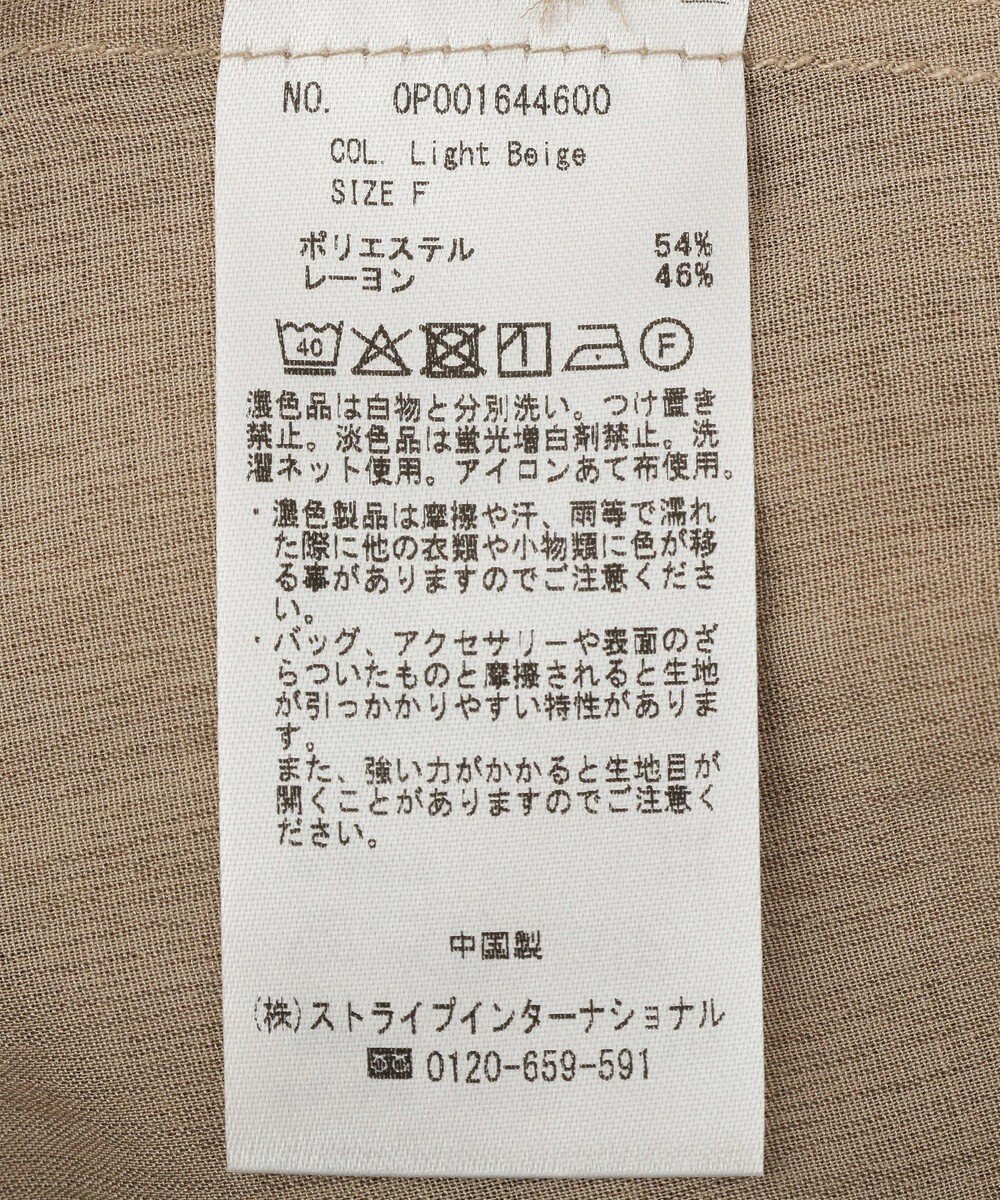 NO. OP001644600
COL. Light Beige
SIZE F
ポリエステル 54%
レーヨン 46%
40 F
濃色品は白物と分別洗い。つけ置き
禁止。淡色品は蛍光増白剤禁止。洗
濯ネット使用。アイロンあて布使用。
・濃色製品は摩擦や汗、雨等で濡れ
た際に他の衣類や小物類に色が移
る事がありますのでご注意くださ
い。
・バッグ、アクセサリーや表面のざ
らついたものと摩擦されると生地
が引っかかりやすい特性がありま
す。
また、強い力がかかると生地目が
開くことがありますのでご注意く
ださい。
中国製
(株)ストライプインターナショナル
0120-659-591